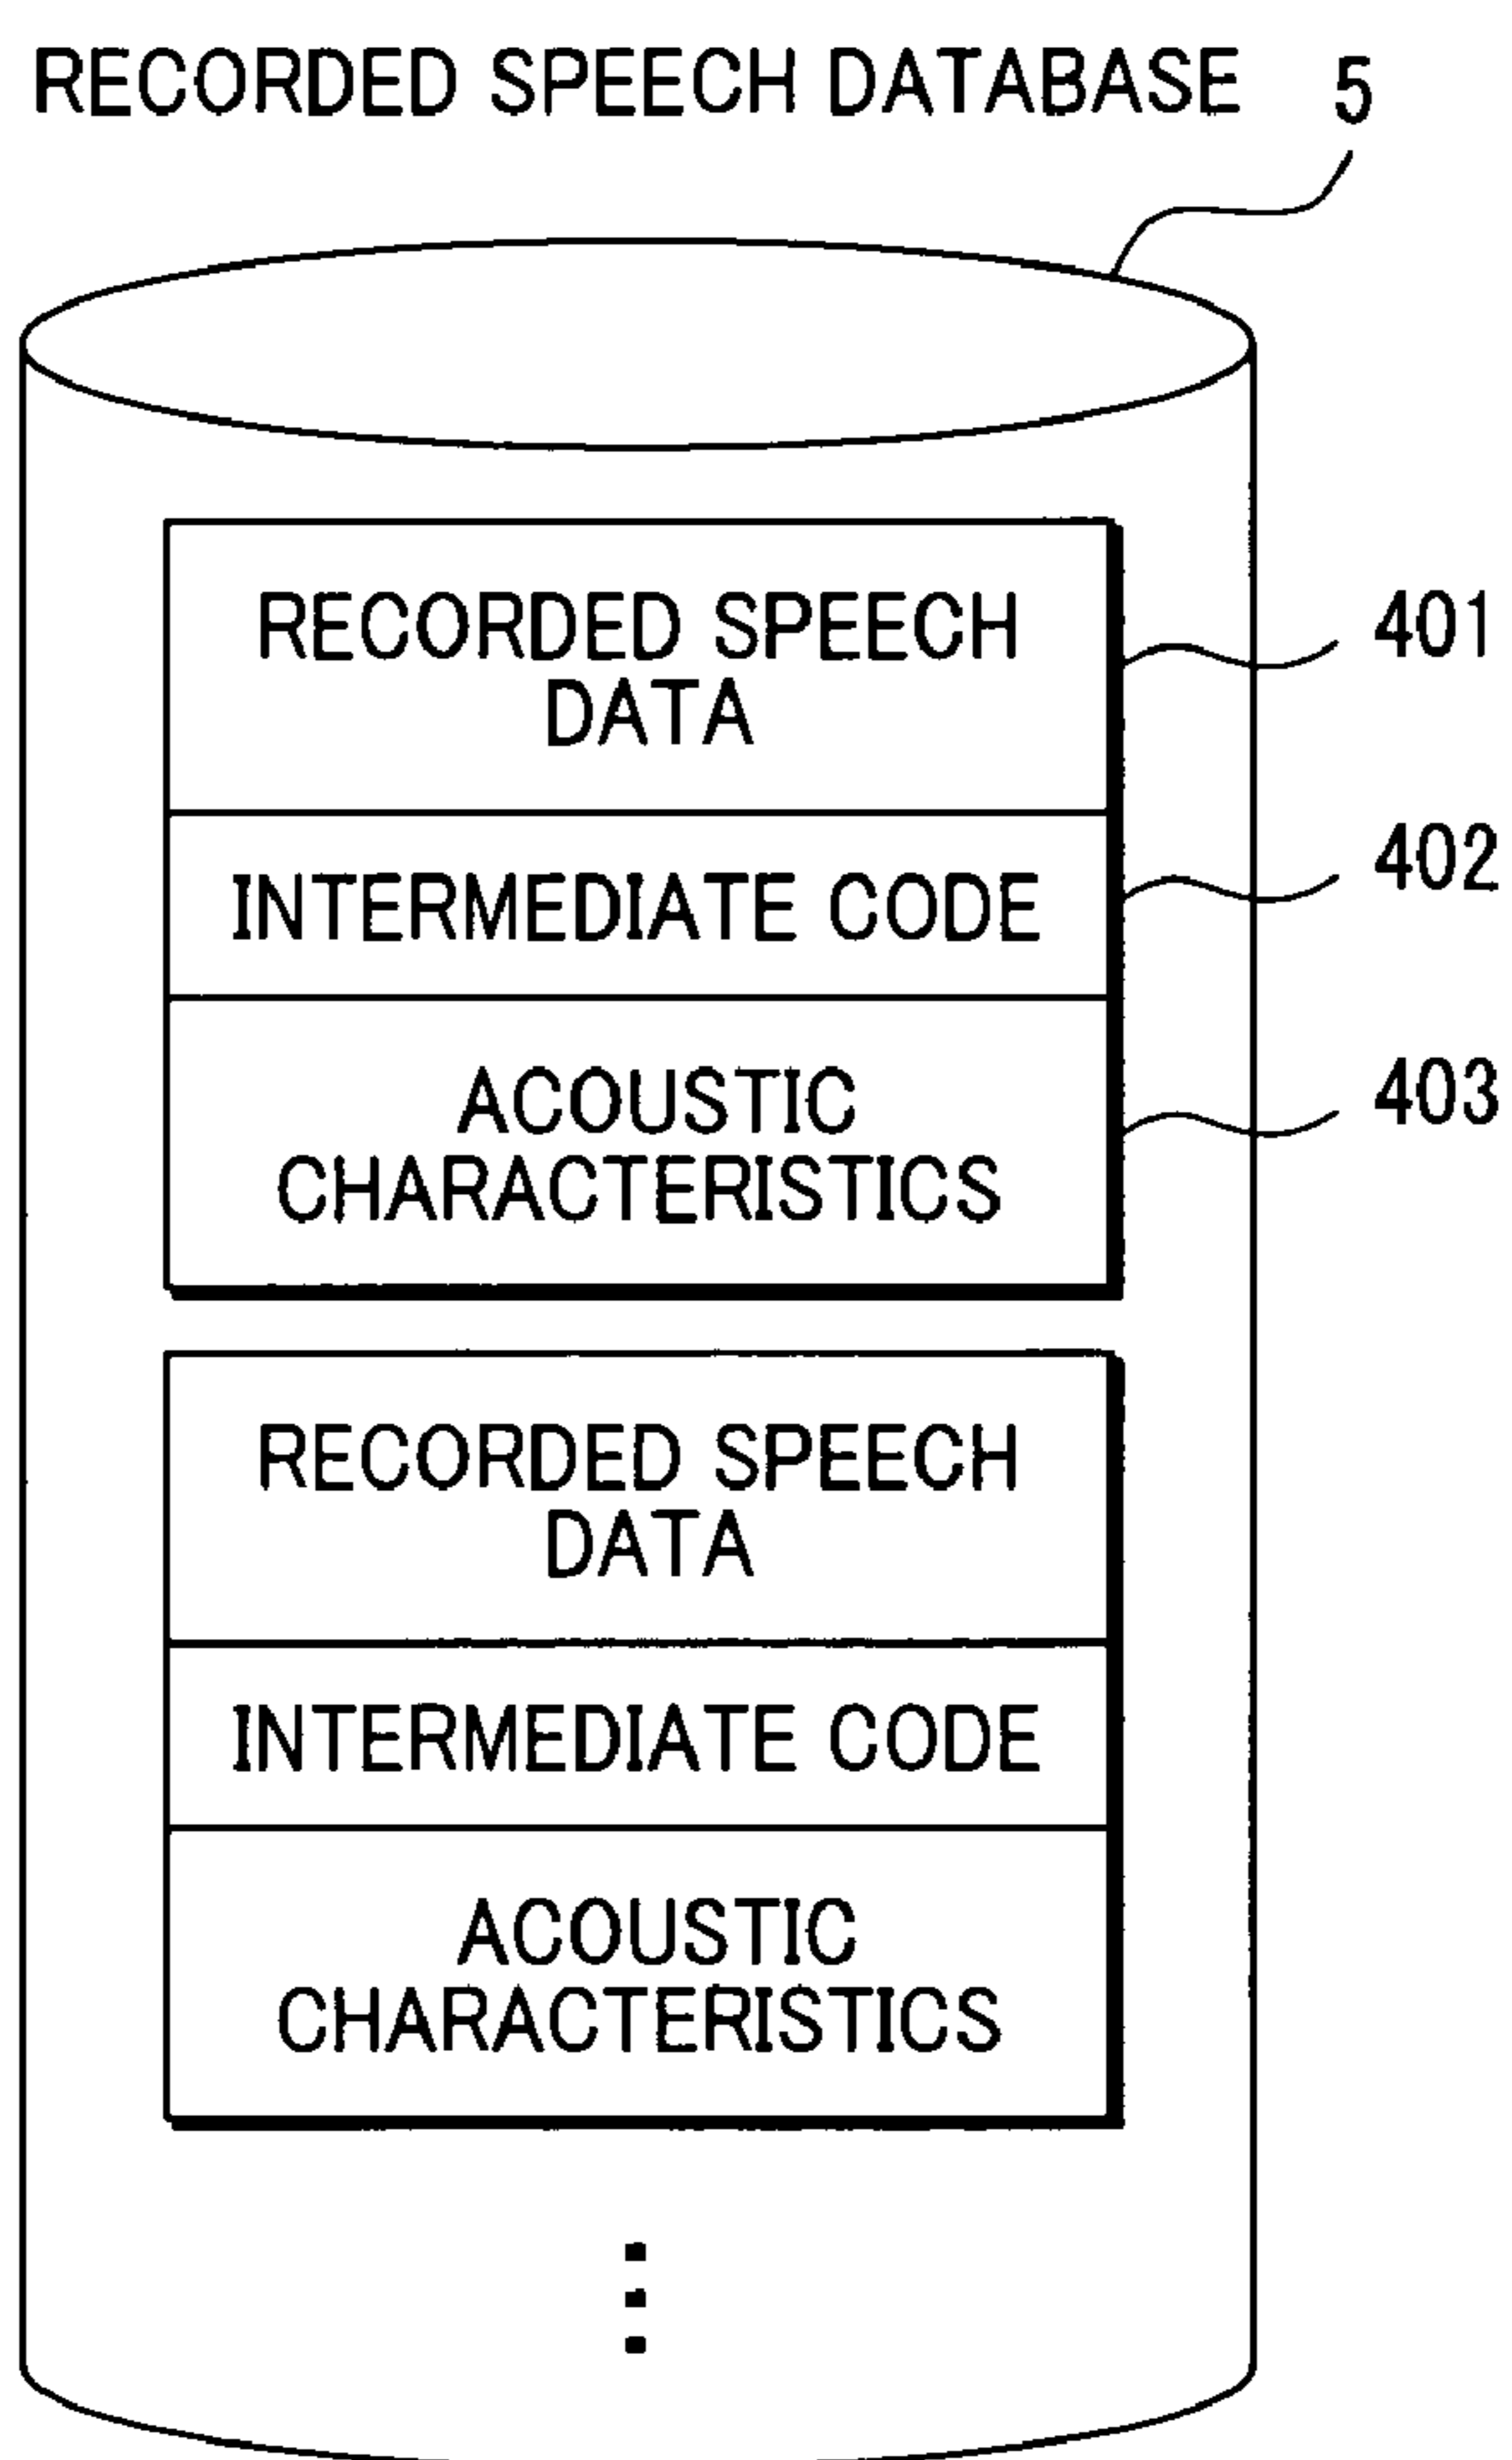 RECORDED SPEECH DATABASE 5
RECORDED SPEECH
DATA
401
INTERMEDIATE CODE
402
ACOUSTIC
CHARACTERISTICS
403
RECORDED SPEECH
DATA
INTERMEDIATE CODE
ACOUSTIC
CHARACTERISTICS